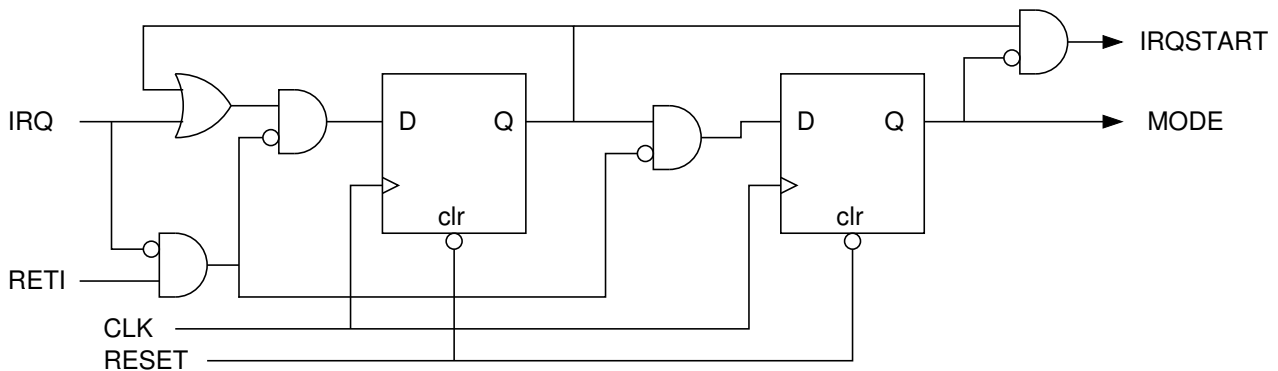 IRQSTART
IRQ
D
Q
D
Q
MODE
clr
clr
RETI
CLK
RESET